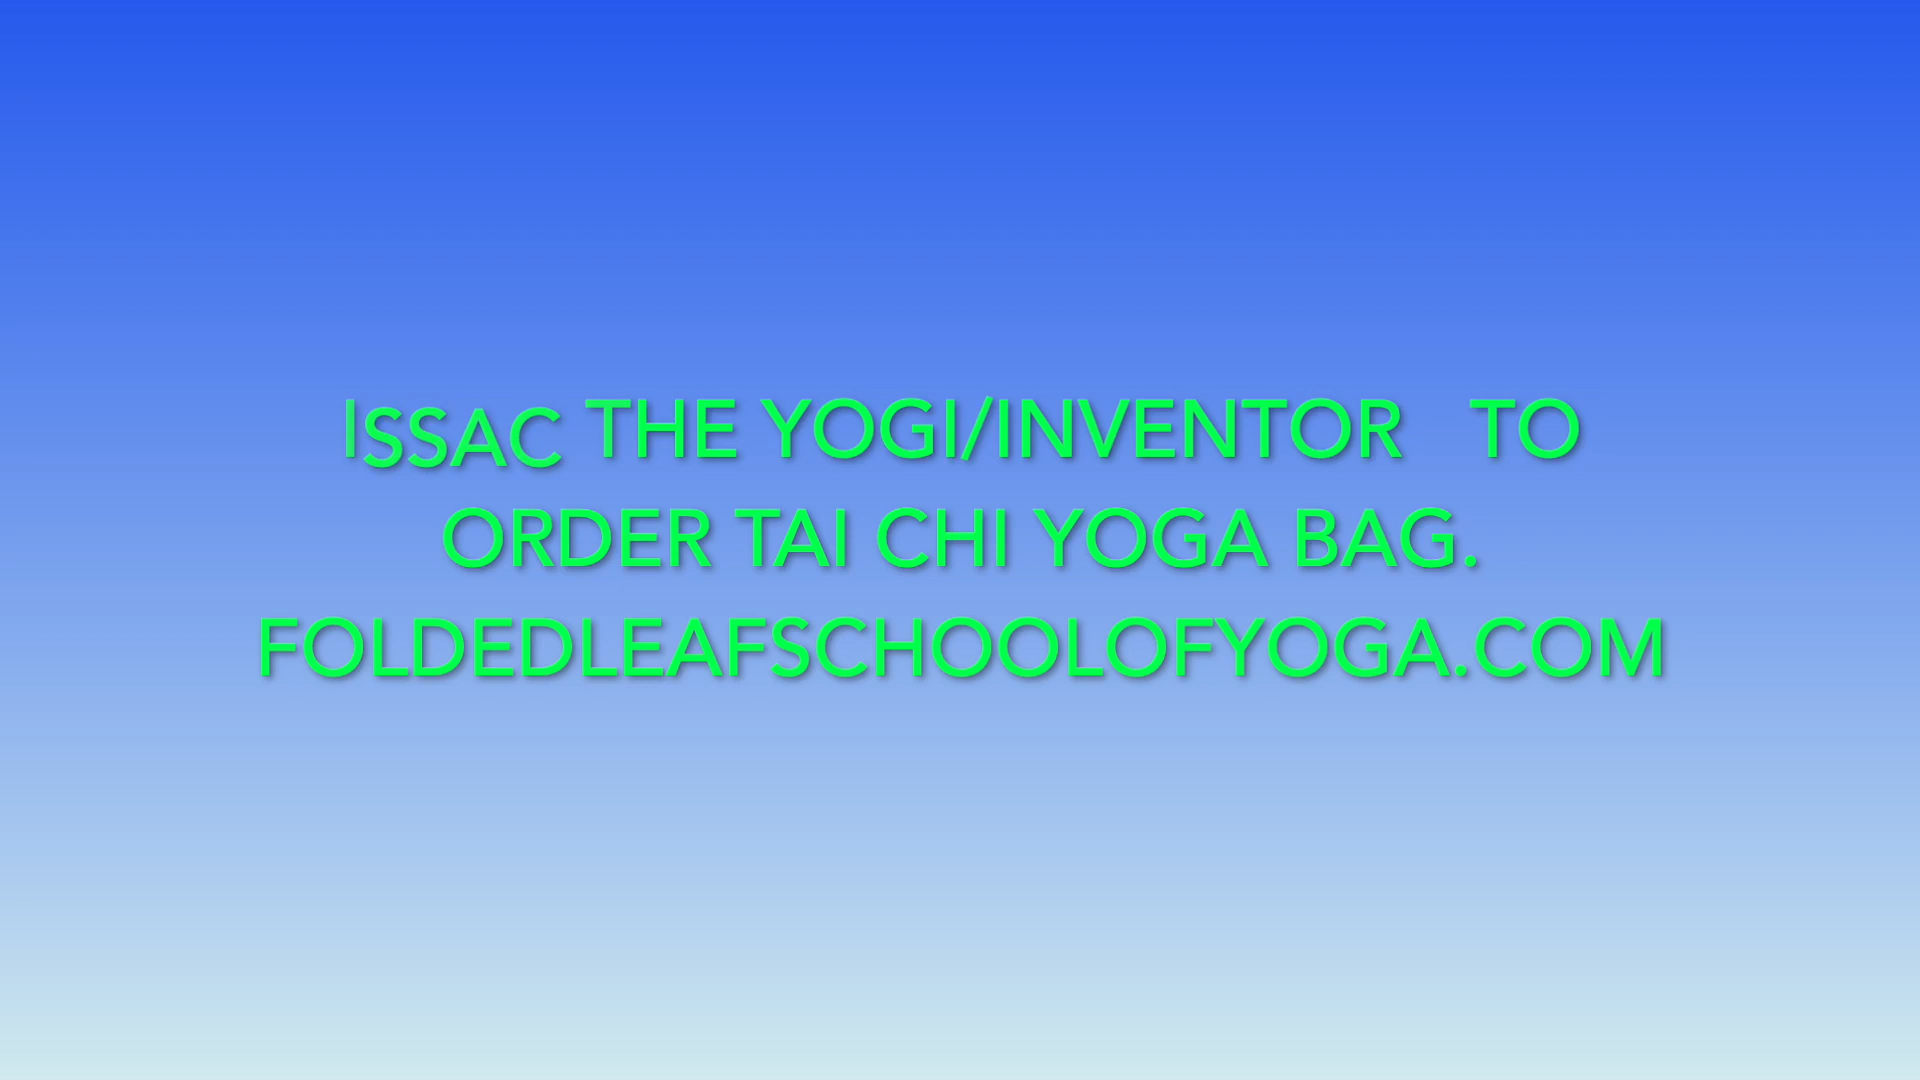 ISSAC THE YOGI/INVENTOR   TO
ORDER TAI CHI YOGA BAG.
FOLDEDLEAFSCHOOLOFYOGA.COM